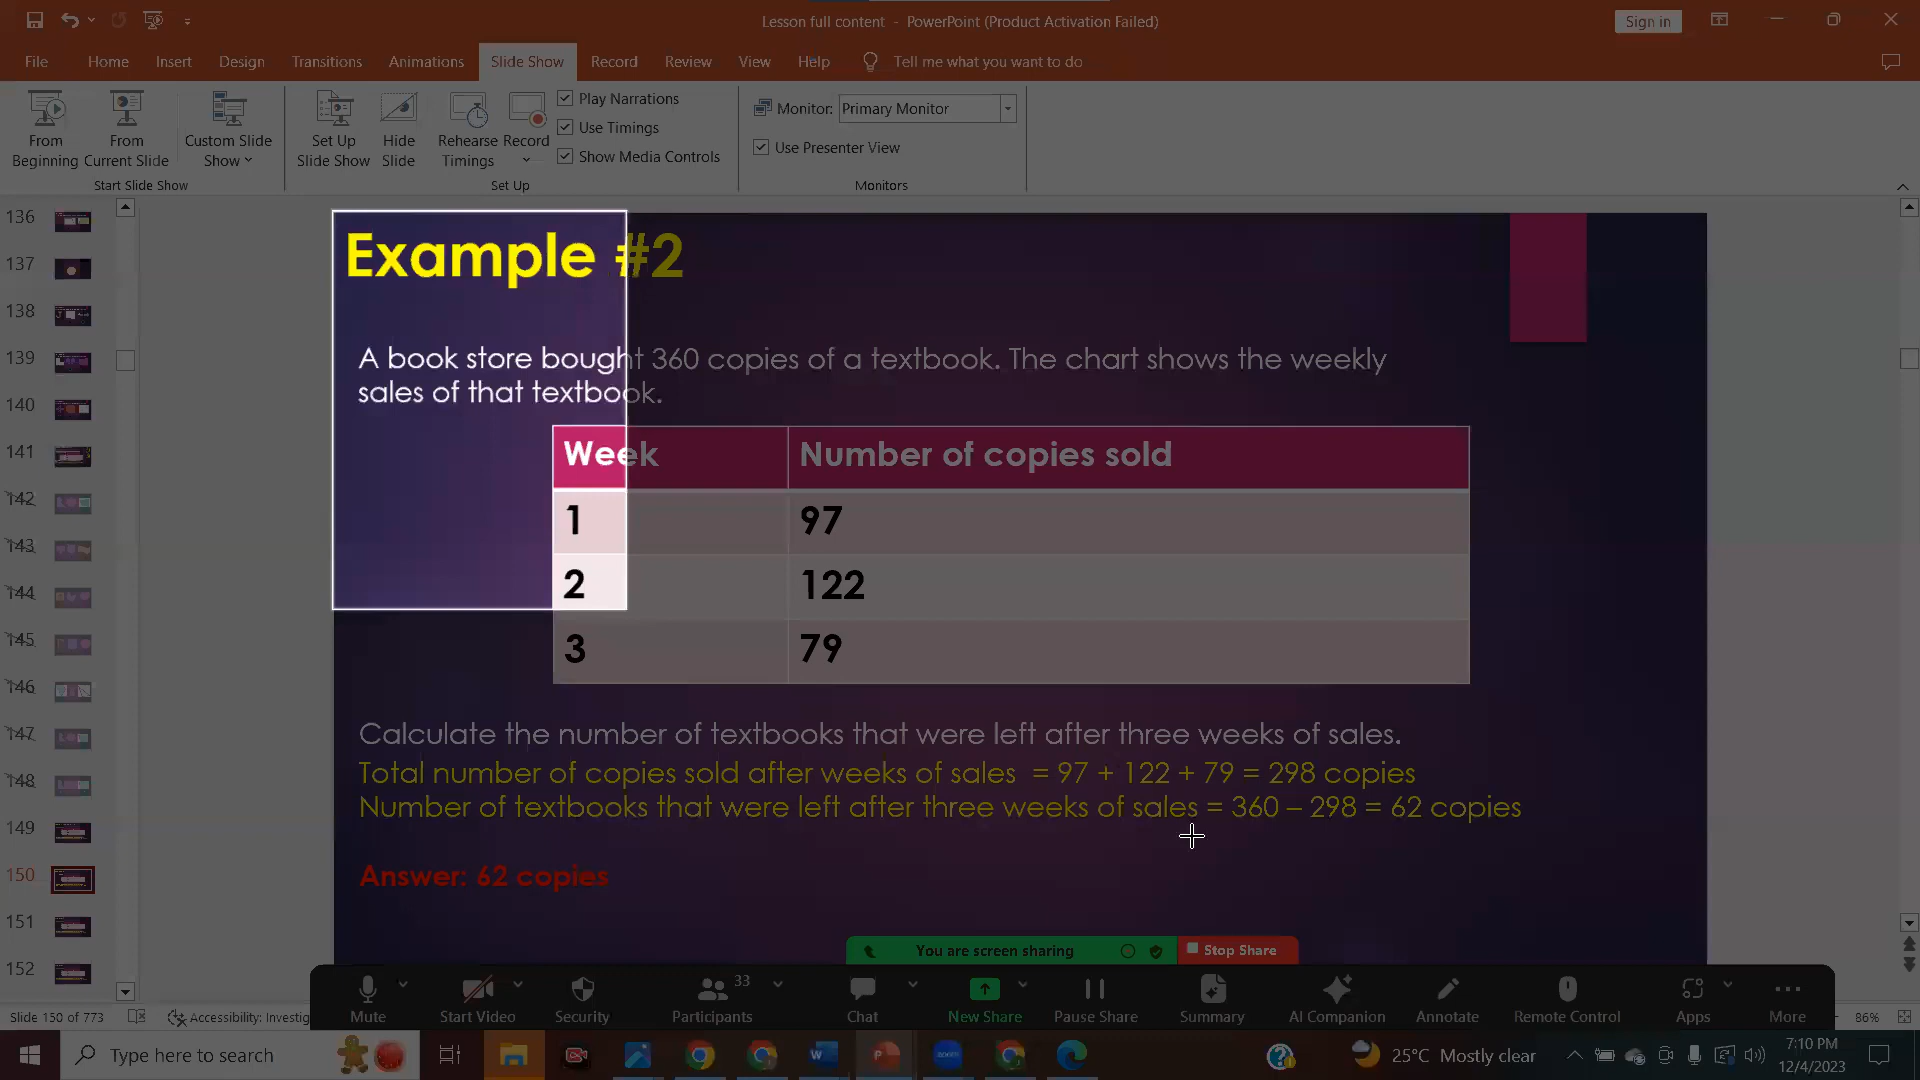 Lesson full content - PowerPoint (Product Activation Failed)
Sign in
File Home Insert Design Transitions Animations Slide Show Record Review View Help Tell me what you want to do
From Beginning
From Current Slide
Custom Slide Show
Start Slide Show
Set Up Slide Show
Hide Slide
Rehearse Timings
Record
Play Narrations
Use Timings
Show Media Controls
Set Up
Monitor: Primary Monitor
Use Presenter View
Monitors
136
137
138
139
140
141
142
143
144
145
146
147
148
149
150
151
152
Example #2
A book store bought 360 copies of a textbook. The chart shows the weekly
sales of that textbook.
Week Number of copies sold
1 97
2 122
3 79
Calculate the number of textbooks that were left after three weeks of sales.
Total number of copies sold after weeks of sales = 97 + 122 + 79 = 298 copies
Number of textbooks that were left after three weeks of sales = 360 – 298 = 62 copies
Answer: 62 copies
You are screen sharing Stop Share
33
Mute Start Video Security Participants Chat New Share Pause Share Summary AI Companion Annotate Remote Control Apps More
Slide 150 of 773 Accessibility: Investig
86%
Type here to search
25°C Mostly clear
7:10 PM
12/4/2023